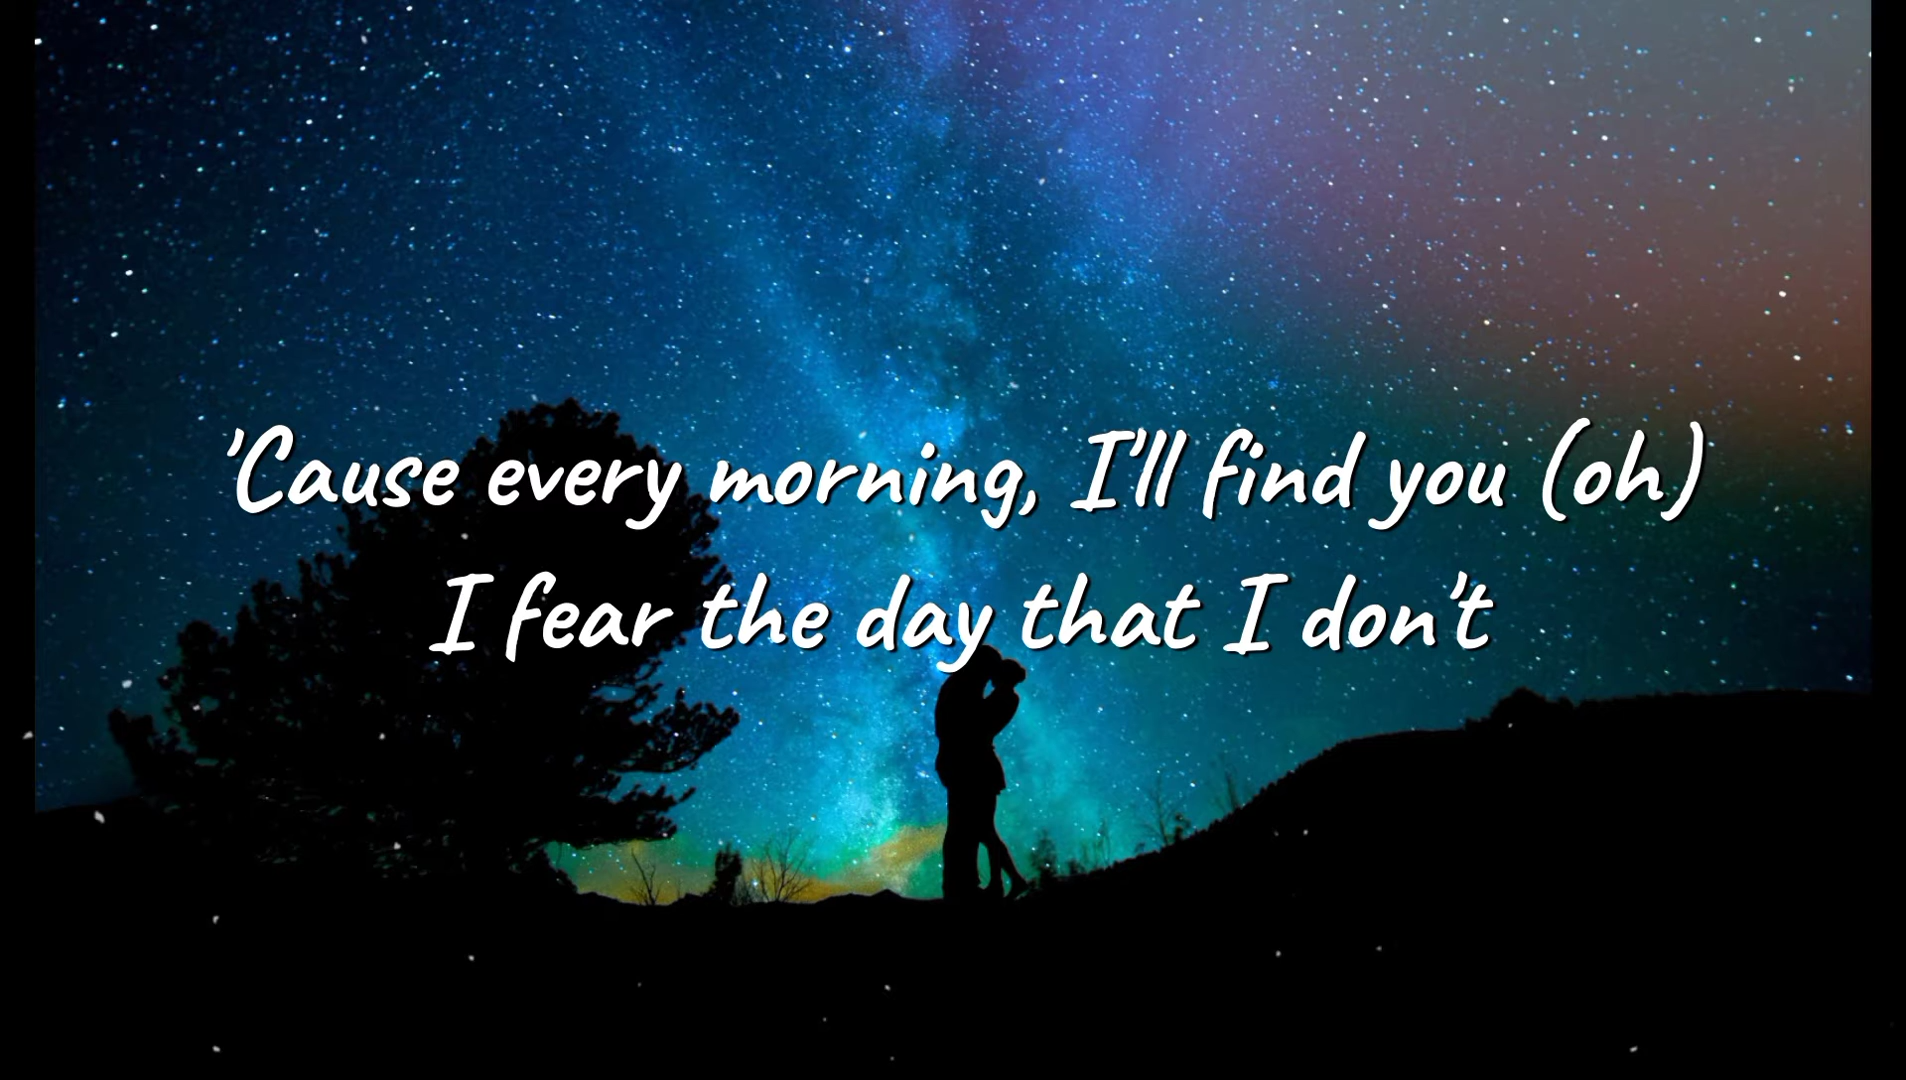 'Cause every morning, I'll find you (oh)
I fear the day that I don't